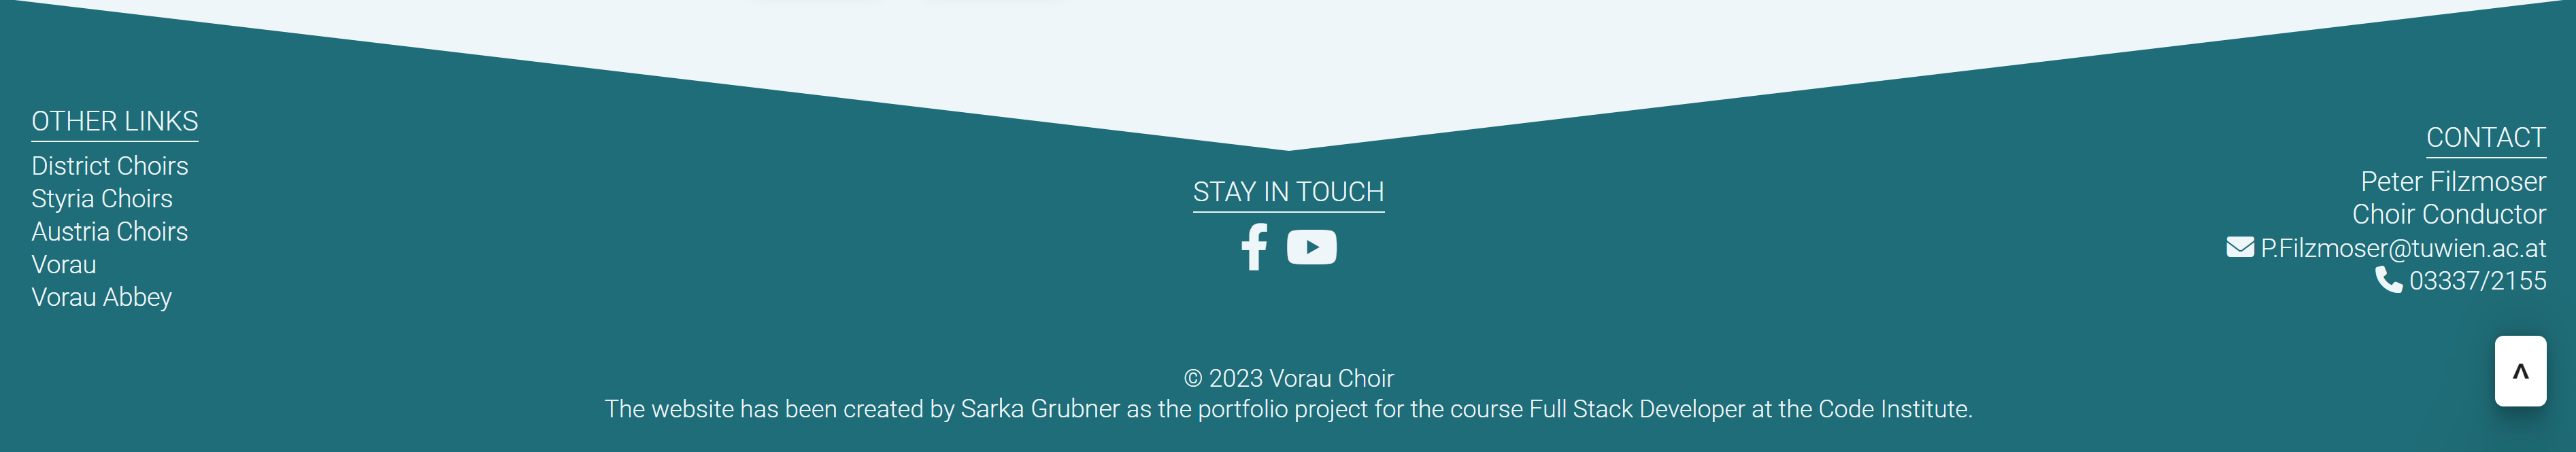 OTHER LINKS
District Choirs
Styria Choirs
Austria Choirs
Vorau
Vorau Abbey
STAY IN TOUCH
CONTACT
Peter Filzmoser
Choir Conductor
P.Filzmoser@tuwien.ac.at
03337/2155
© 2023 Vorau Choir
The website has been created by Sarka Grubner as the portfolio project for the course Full Stack Developer at the Code Institute.